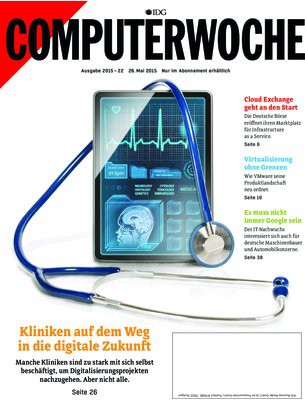 IDG
COMPUTERWOCHE
Ausgabe 2015 – 22 26. Mai 2015 Nur im Abonnement erhältlich
Cloud Exchange
geht an den Start
Die Deutsche Börse
eröffnet ihren Marktplatz
für Infrastructure
as a Service.
Seite 8
Virtualisierung
ohne Grenzen
Wie VMware seine
Produktlandschaft
neu ordnet.
Seite 16
Es muss nicht
immer Google sein
Der IT-Nachwuchs
interessiert sich auch für
deutsche Maschinenbauer
und Automobilkonzerne.
Seite 38
Kliniken auf dem Weg
in die digitale Zukunft
Manche Kliniken sind zu stark mit sich selbst
beschäftigt, um Digitalisierungsprojekten
nachzugehen. Aber nicht alle.
Seite 26